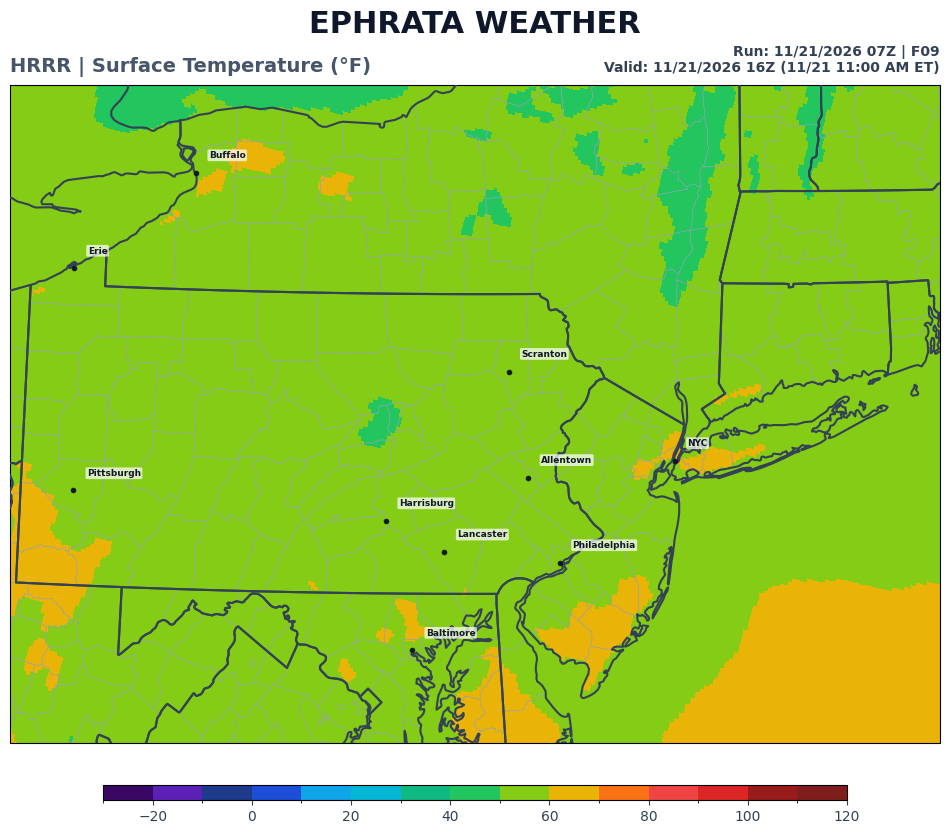 EPHRATA WEATHER
HRRR | Surface Temperature (°F)
Run: 11/21/2026 07Z | F09
Valid: 11/21/2026 16Z (11/21 11:00 AM ET)
Buffalo
Erie
Scranton
NYC
Allentown
Pittsburgh
Harrisburg
Lancaster
Philadelphia
Baltimore
−20 0 20 40 60 80 100 120